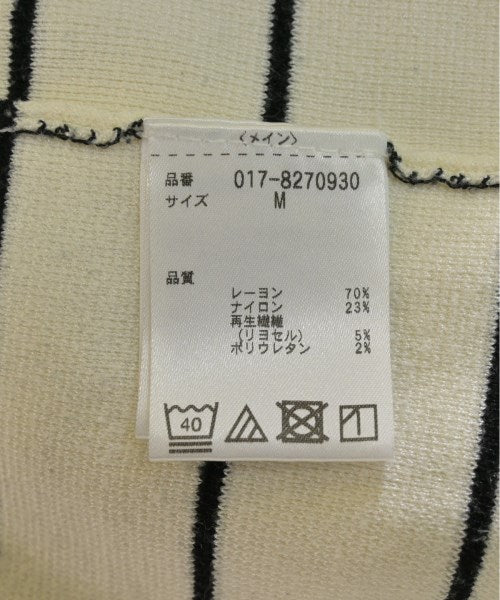 〈メイン〉
品番 017-8270930
サイズ M
品質
レーヨン 70%
ナイロン 23%
再生繊維
(リヨセル) 5%
ポリウレタン 2%
40